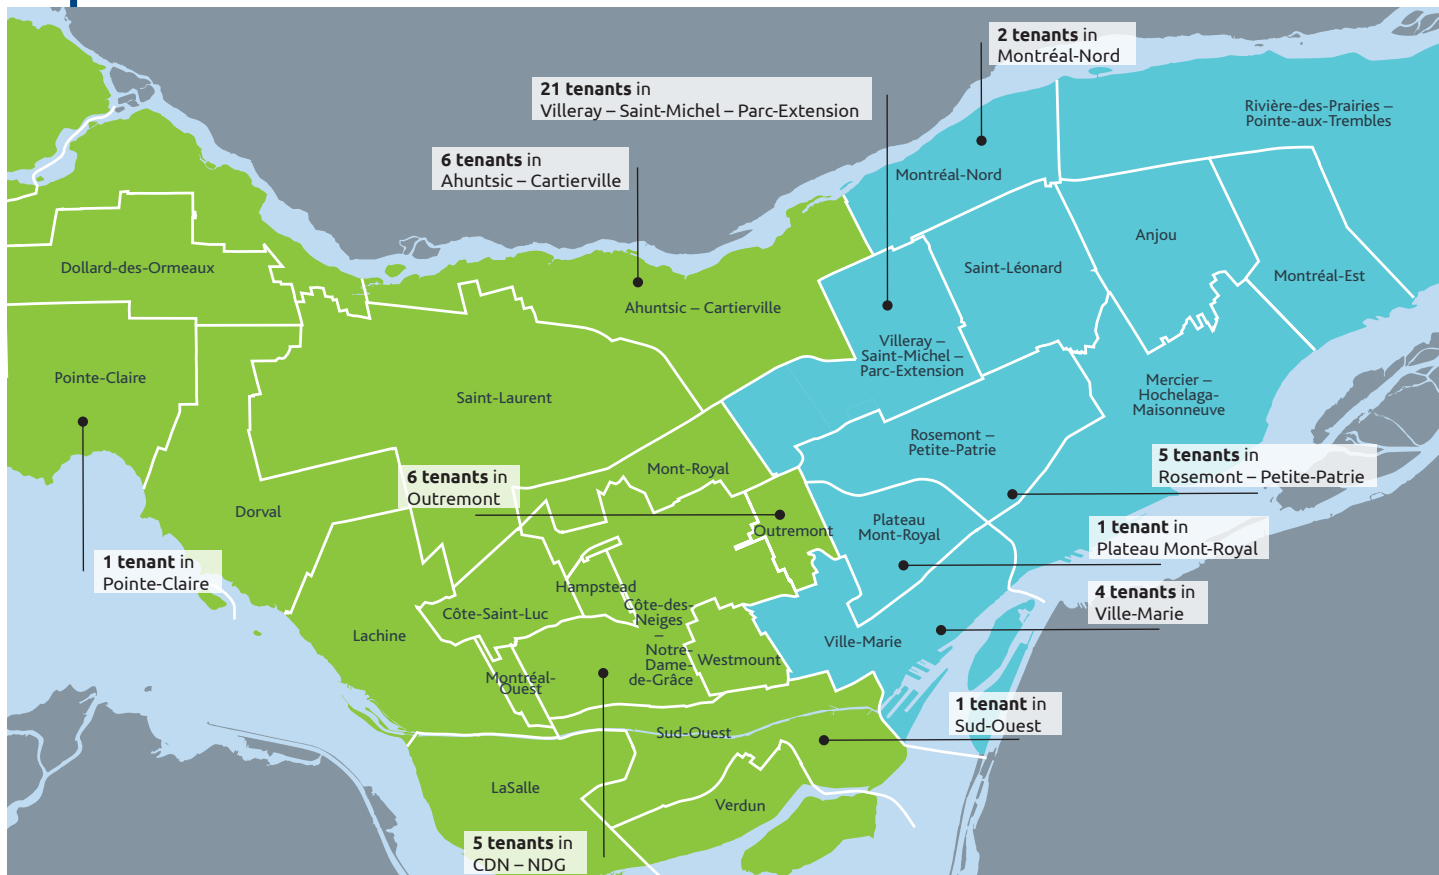 2 tenants in
Montréal-Nord
21 tenants in
Villeray – Saint-Michel – Parc-Extension
Rivière-des-Prairies –
Pointe-aux-Trembles
6 tenants in
Ahuntsic – Cartierville
Montréal-Nord
Anjou
Dollard-des-Ormeaux
Saint-Léonard
Montréal-Est
Ahuntsic – Cartierville
Villeray –
Saint-Michel –
Parc-Extension
Pointe-Claire
Saint-Laurent
Mercier –
Hochelaga-
Maisonneuve
Rosemont –
Petite-Patrie
5 tenants in
Rosemont – Petite-Patrie
Mont-Royal
6 tenants in
Outremont
Dorval
Outremont
Plateau
Mont-Royal
1 tenant in
Plateau Mont-Royal
1 tenant in
Pointe-Claire
Hampstead
4 tenants in
Ville-Marie
Côte-Saint-Luc
Côte-des-
Neiges
–
Notre-
Dame-
de-Grâce
Lachine
Ville-Marie
Westmount
Montréal-
Ouest
1 tenant in
Sud-Ouest
Sud-Ouest
LaSalle
Verdun
5 tenants in
CDN – NDG